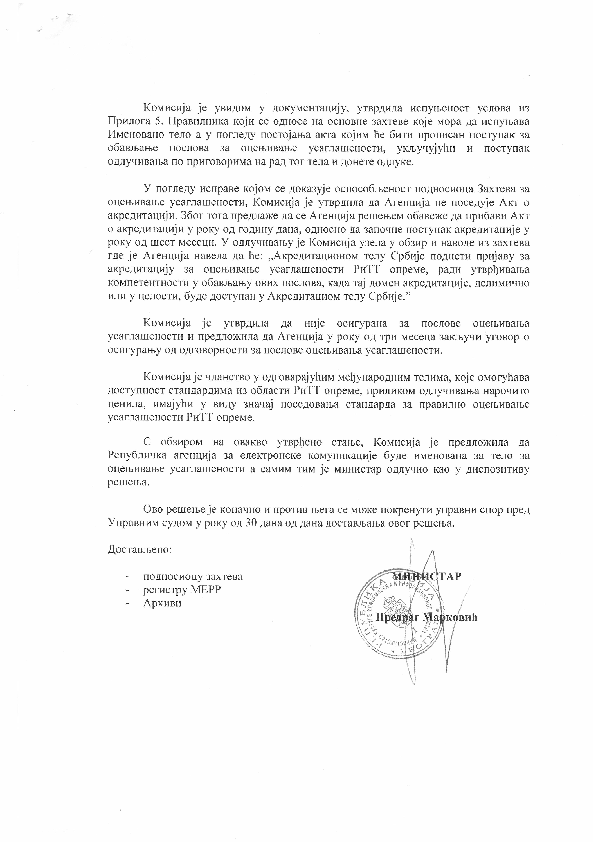 Комисија је увидом у документацију, утврдила испуњеност услова из
Прилога 5. Правилника који се односе на основне захтеве које мора да испуњава
Именовано тело а у погледу постојања акта којим ће бити прописан поступак за
обављање послова за оцењивање усаглашености, укључујући и поступак
одлучивања по приговорима на рад тог тела и донете одлуке.
У погледу исправе којом се доказује оспособљеност подносиоца Захтева за
оцењивање усаглашености, Комисија је утврдила да Агенција не поседује Акт о
акредитацији. Због тога предлаже да се Агенција решењем обавеже да прибави Акт
о акредитацији у року од годину дана, односно да започне поступак акредитације у
року од шест месеци. У одлучивању је Комисија узела у обзир и наводе из захтева
где је Агенција навела да ће: „Акредитационом телу Србије поднети пријаву за
акредитацију за оцењивање усаглашености РиТТ опреме, ради утврђивања
компетентности у обављању ових послова, када тај домен акредитације, делимично
или у целости, буде доступан у Акредитационом телу Србије.”
Комисија је утврдила да није осигурана за послове оцењивања
усаглашености и предложила да Агенција у року од три месеца закључи уговор о
осигурању од одговорности за послове оцењивања усаглашености.
Комисија је чланство у одговарајућим међународним телима, које омогућава
доступност стандардима из области РиТТ опреме, приликом одлучивања нарочито
ценила, имајући у виду значај поседовања стандарда за правилно оцењивање
усаглашености РиТТ опреме.
С обзиром на овакво утврђено стање, Комисија је предложила да
Републичка агенција за електронске комуникације буде именована за тело за
оцењивање усаглашености а самим тим је министар одлучио као у диспозитиву
решења.
Ово решење је коначно и против њега се може покренути управни спор пред
Управним судом у року од 30 дана од дана достављања овог решења.
Достављено:
- подносиоцу захтева
- регистру МЕРР
- Архиви
МИНИСТАР
Предраг Марковић